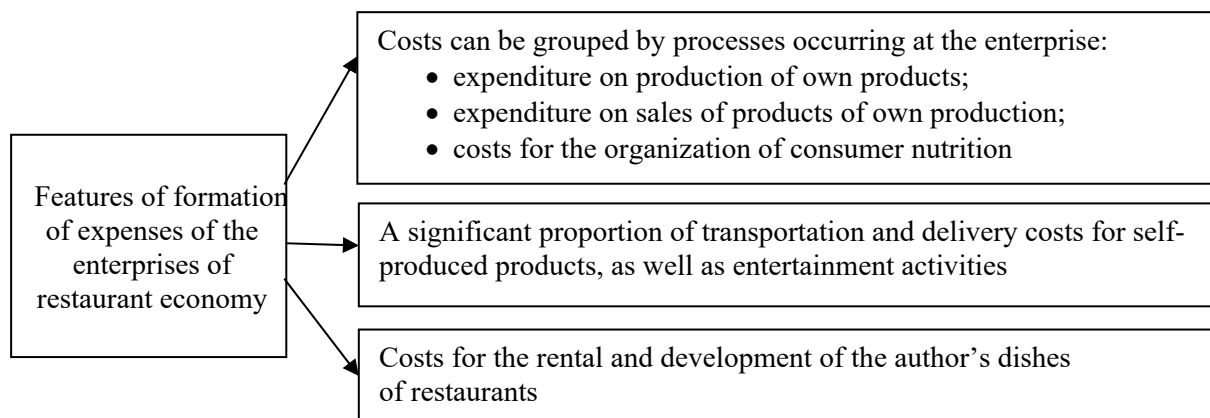 Features of formation
of expenses of the
enterprises of
restaurant economy
Costs can be grouped by processes occurring at the enterprise:
• expenditure on production of own products;
• expenditure on sales of products of own production;
• costs for the organization of consumer nutrition
A significant proportion of transportation and delivery costs for self-
produced products, as well as entertainment activities
Costs for the rental and development of the author’s dishes
of restaurants